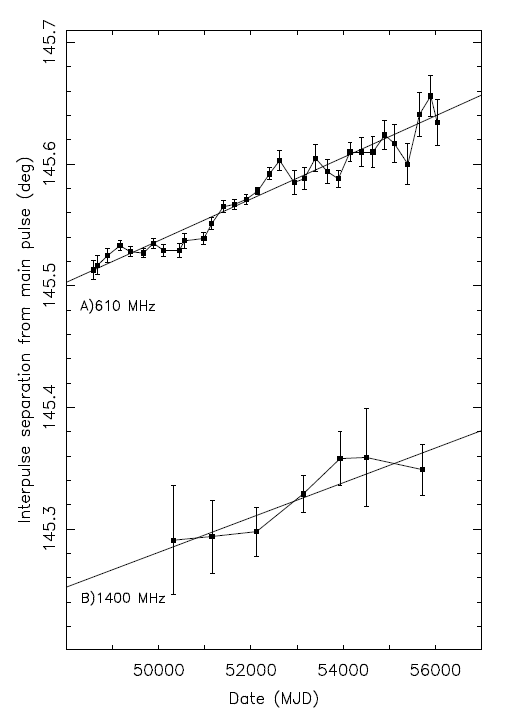 145.7
145.6
145.5
A)610 MHz
145.4
145.3
B)1400 MHz
Interpulse separation from main pulse (deg)
50000 52000 54000 56000
Date (MJD)